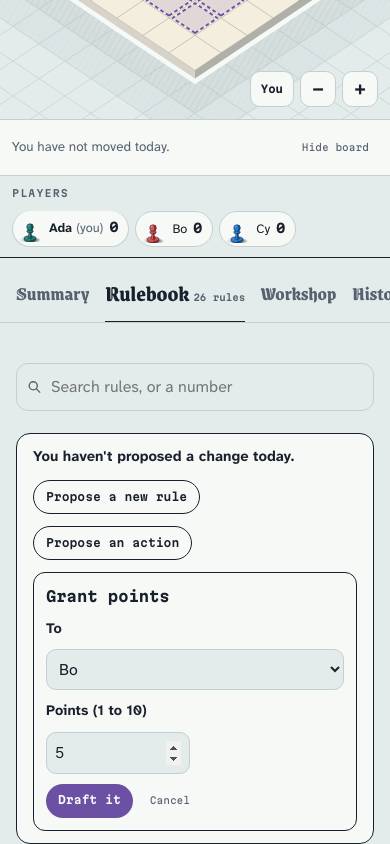 You
−
+
You have not moved today.
Hide board
PLAYERS
Ada (you) 0
Bo 0
Cy 0
Summary
Rulebook 26 rules
Workshop
Histo
Search rules, or a number
You haven't proposed a change today.
Propose a new rule
Propose an action
Grant points
To
Bo
Points (1 to 10)
5
Draft it
Cancel